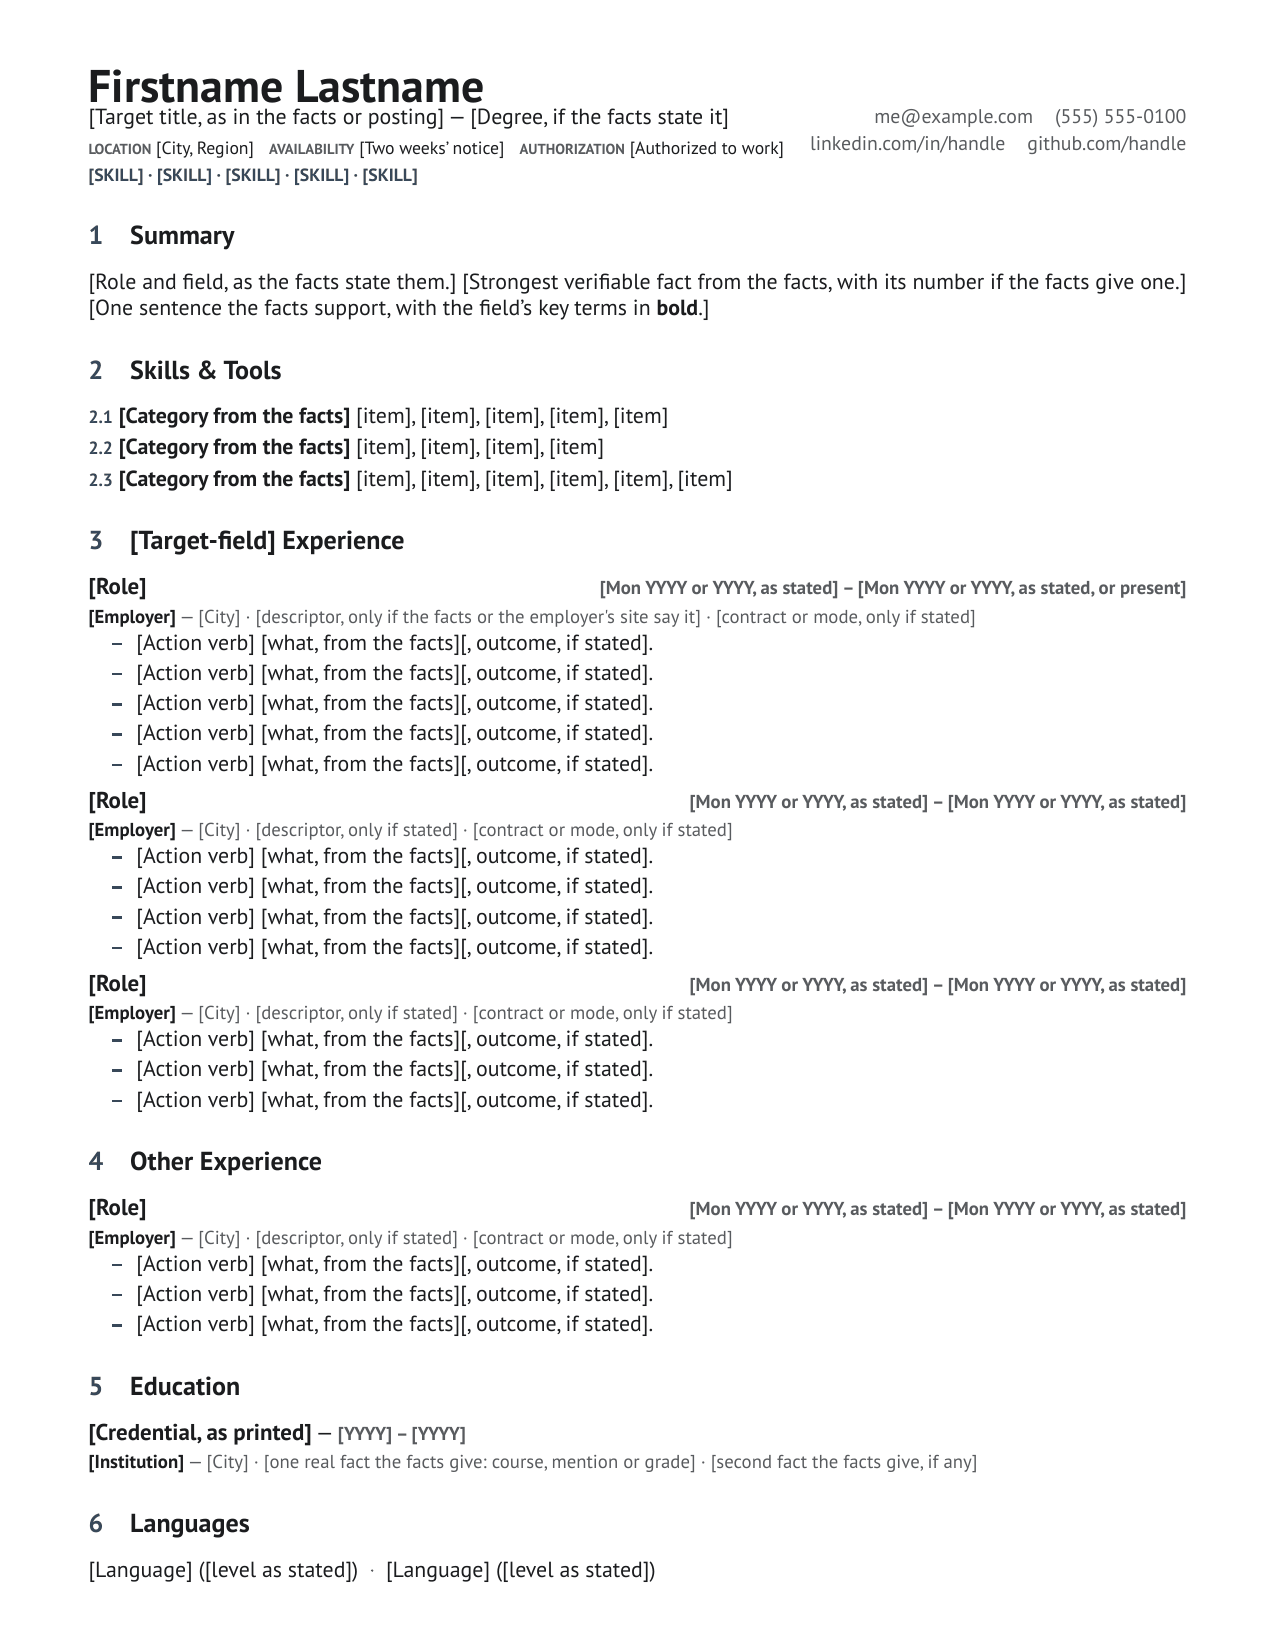 Firstname Lastname
[Target title, as in the facts or posting] — [Degree, if the facts state it]
me@example.com (555) 555-0100
LOCATION [City, Region] AVAILABILITY [Two weeks’ notice] AUTHORIZATION [Authorized to work]
linkedin.com/in/handle github.com/handle
[SKILL] · [SKILL] · [SKILL] · [SKILL] · [SKILL]
1 Summary
[Role and field, as the facts state them.] [Strongest verifiable fact from the facts, with its number if the facts give one.]
[One sentence the facts support, with the field’s key terms in bold.]
2 Skills & Tools
2.1 [Category from the facts] [item], [item], [item], [item], [item]
2.2 [Category from the facts] [item], [item], [item], [item]
2.3 [Category from the facts] [item], [item], [item], [item], [item], [item]
3 [Target-field] Experience
[Role] [Mon YYYY or YYYY, as stated] – [Mon YYYY or YYYY, as stated, or present]
[Employer] — [City] · [descriptor, only if the facts or the employer's site say it] · [contract or mode, only if stated]
– [Action verb] [what, from the facts][, outcome, if stated].
– [Action verb] [what, from the facts][, outcome, if stated].
– [Action verb] [what, from the facts][, outcome, if stated].
– [Action verb] [what, from the facts][, outcome, if stated].
– [Action verb] [what, from the facts][, outcome, if stated].
[Role] [Mon YYYY or YYYY, as stated] – [Mon YYYY or YYYY, as stated]
[Employer] — [City] · [descriptor, only if stated] · [contract or mode, only if stated]
– [Action verb] [what, from the facts][, outcome, if stated].
– [Action verb] [what, from the facts][, outcome, if stated].
– [Action verb] [what, from the facts][, outcome, if stated].
– [Action verb] [what, from the facts][, outcome, if stated].
[Role] [Mon YYYY or YYYY, as stated] – [Mon YYYY or YYYY, as stated]
[Employer] — [City] · [descriptor, only if stated] · [contract or mode, only if stated]
– [Action verb] [what, from the facts][, outcome, if stated].
– [Action verb] [what, from the facts][, outcome, if stated].
– [Action verb] [what, from the facts][, outcome, if stated].
4 Other Experience
[Role] [Mon YYYY or YYYY, as stated] – [Mon YYYY or YYYY, as stated]
[Employer] — [City] · [descriptor, only if stated] · [contract or mode, only if stated]
– [Action verb] [what, from the facts][, outcome, if stated].
– [Action verb] [what, from the facts][, outcome, if stated].
– [Action verb] [what, from the facts][, outcome, if stated].
5 Education
[Credential, as printed] — [YYYY] – [YYYY]
[Institution] — [City] · [one real fact the facts give: course, mention or grade] · [second fact the facts give, if any]
6 Languages
[Language] ([level as stated]) · [Language] ([level as stated])